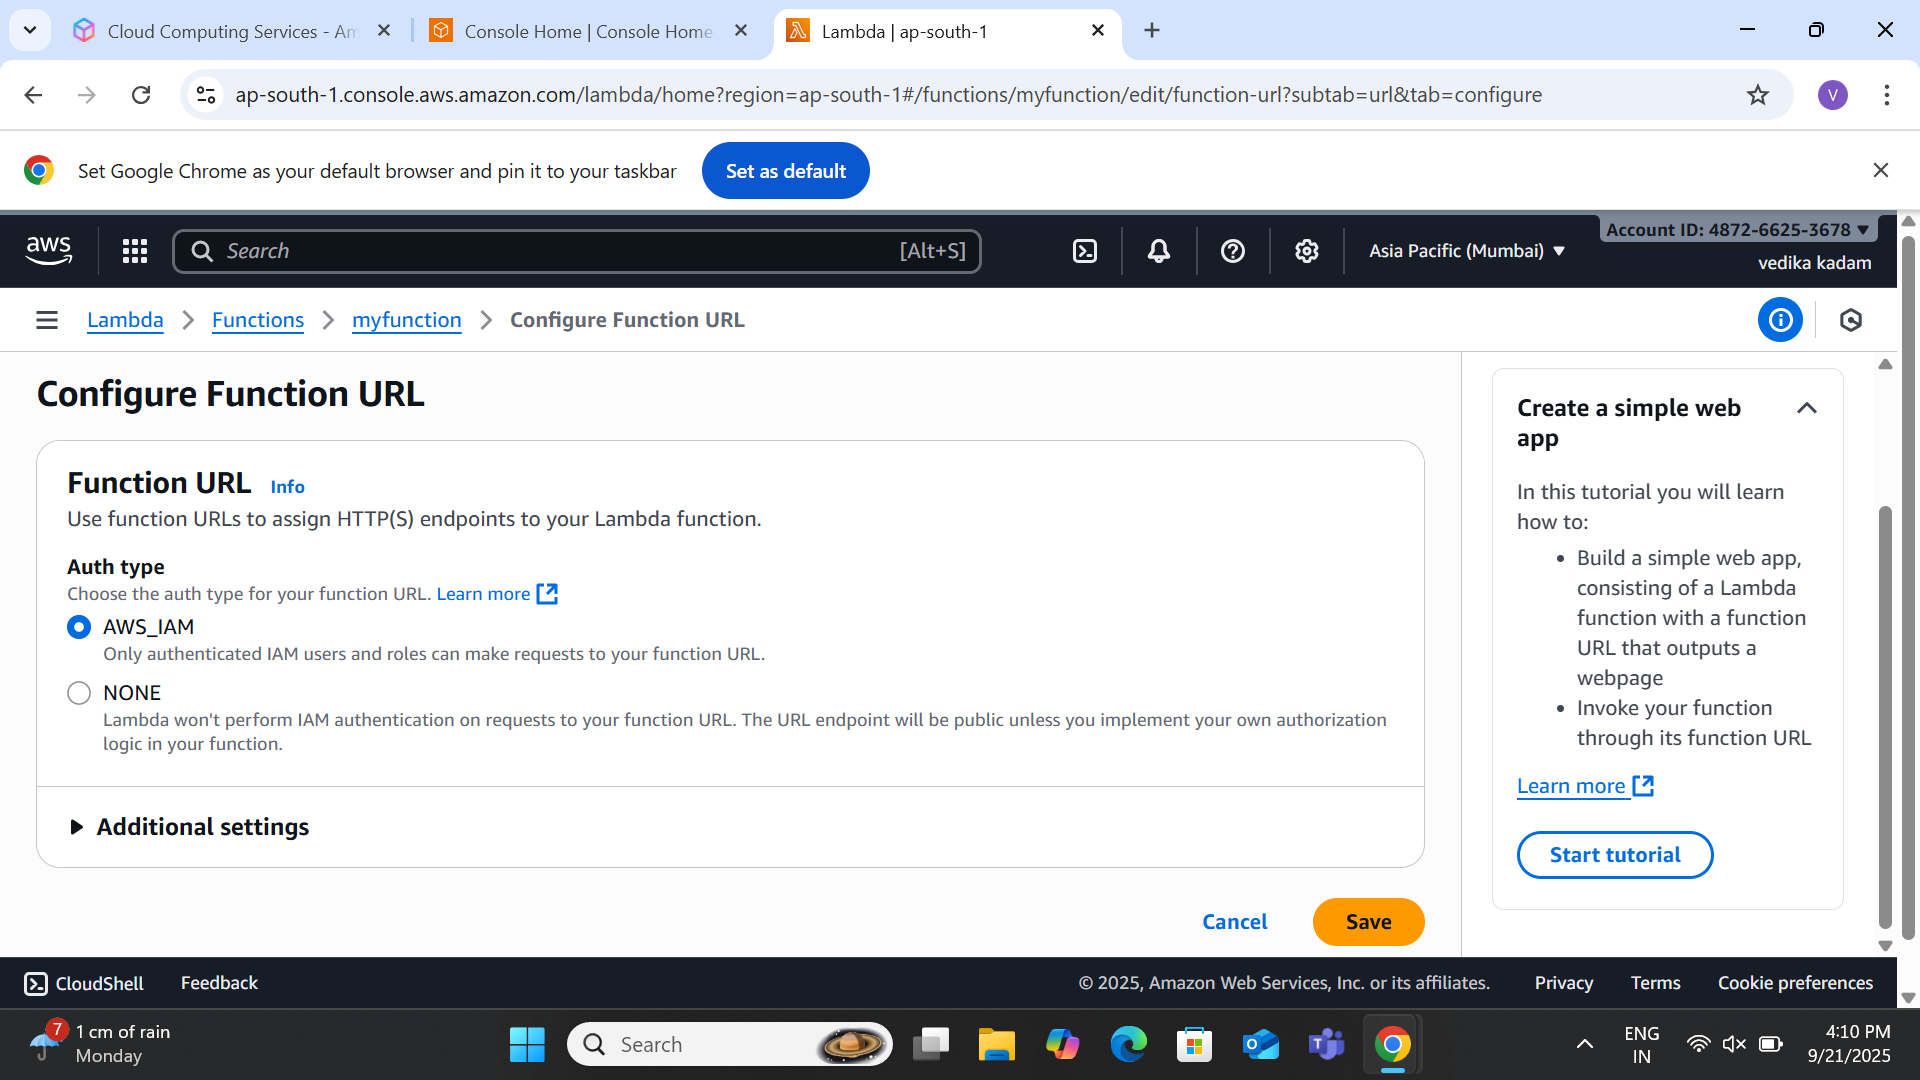 Cloud Computing Services - Am
Console Home | Console Home
Lambda | ap-south-1
ap-south-1.console.aws.amazon.com/lambda/home?region=ap-south-1#/functions/myfunction/edit/function-url?subtab=url&tab=configure
V
Set Google Chrome as your default browser and pin it to your taskbar
Set as default
aws
Search
[Alt+S]
Asia Pacific (Mumbai)
Account ID: 4872-6625-3678
vedika kadam
Lambda
Functions
myfunction
Configure Function URL
Configure Function URL
Function URL Info
Use function URLs to assign HTTP(S) endpoints to your Lambda function.
Auth type
Choose the auth type for your function URL. Learn more
AWS_IAM
Only authenticated IAM users and roles can make requests to your function URL.
NONE
Lambda won't perform IAM authentication on requests to your function URL. The URL endpoint will be public unless you implement your own authorization
logic in your function.
Additional settings
Cancel
Save
Create a simple web
app
In this tutorial you will learn
how to:
• Build a simple web app,
consisting of a Lambda
function with a function
URL that outputs a
webpage
• Invoke your function
through its function URL
Learn more
Start tutorial
CloudShell
Feedback
© 2025, Amazon Web Services, Inc. or its affiliates.
Privacy
Terms
Cookie preferences
7
1 cm of rain
Monday
Search
ENG
IN
4:10 PM
9/21/2025